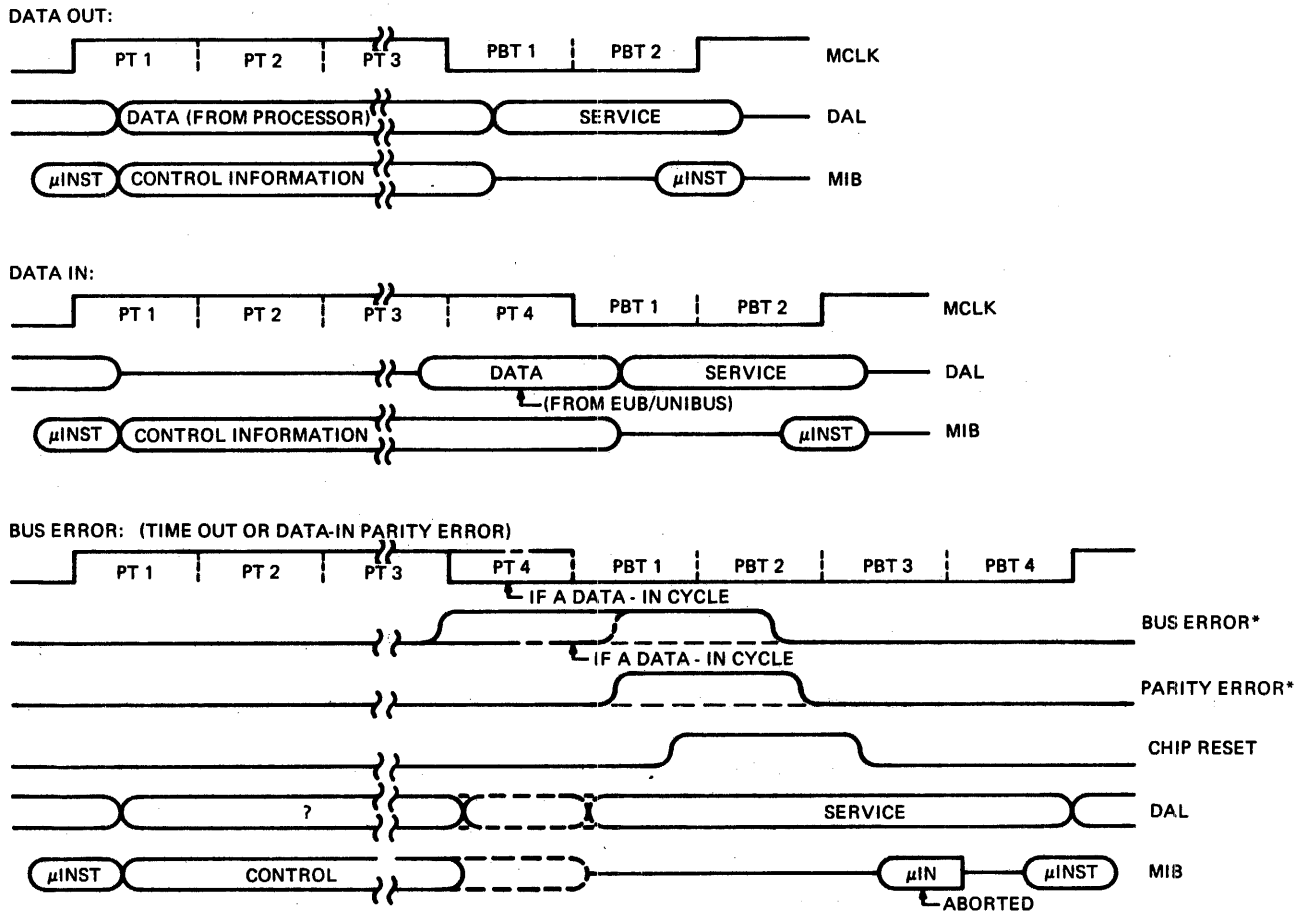 DATA OUT:
PT 1 PT 2 PT 3 PBT 1 PBT 2 MCLK
DATA (FROM PROCESSOR) SERVICE DAL
µINST CONTROL INFORMATION µINST MIB
DATA IN:
PT 1 PT 2 PT 3 PT 4 PBT 1 PBT 2 MCLK
DATA SERVICE DAL
(FROM EUB/UNIBUS)
µINST CONTROL INFORMATION µINST MIB
BUS ERROR: (TIME OUT OR DATA-IN PARITY ERROR)
PT 1 PT 2 PT 3 PT 4 PBT 1 PBT 2 PBT 3 PBT 4
IF A DATA - IN CYCLE
BUS ERROR*
IF A DATA - IN CYCLE
PARITY ERROR*
CHIP RESET
? SERVICE DAL
µINST CONTROL µIN µINST MIB
ABORTED